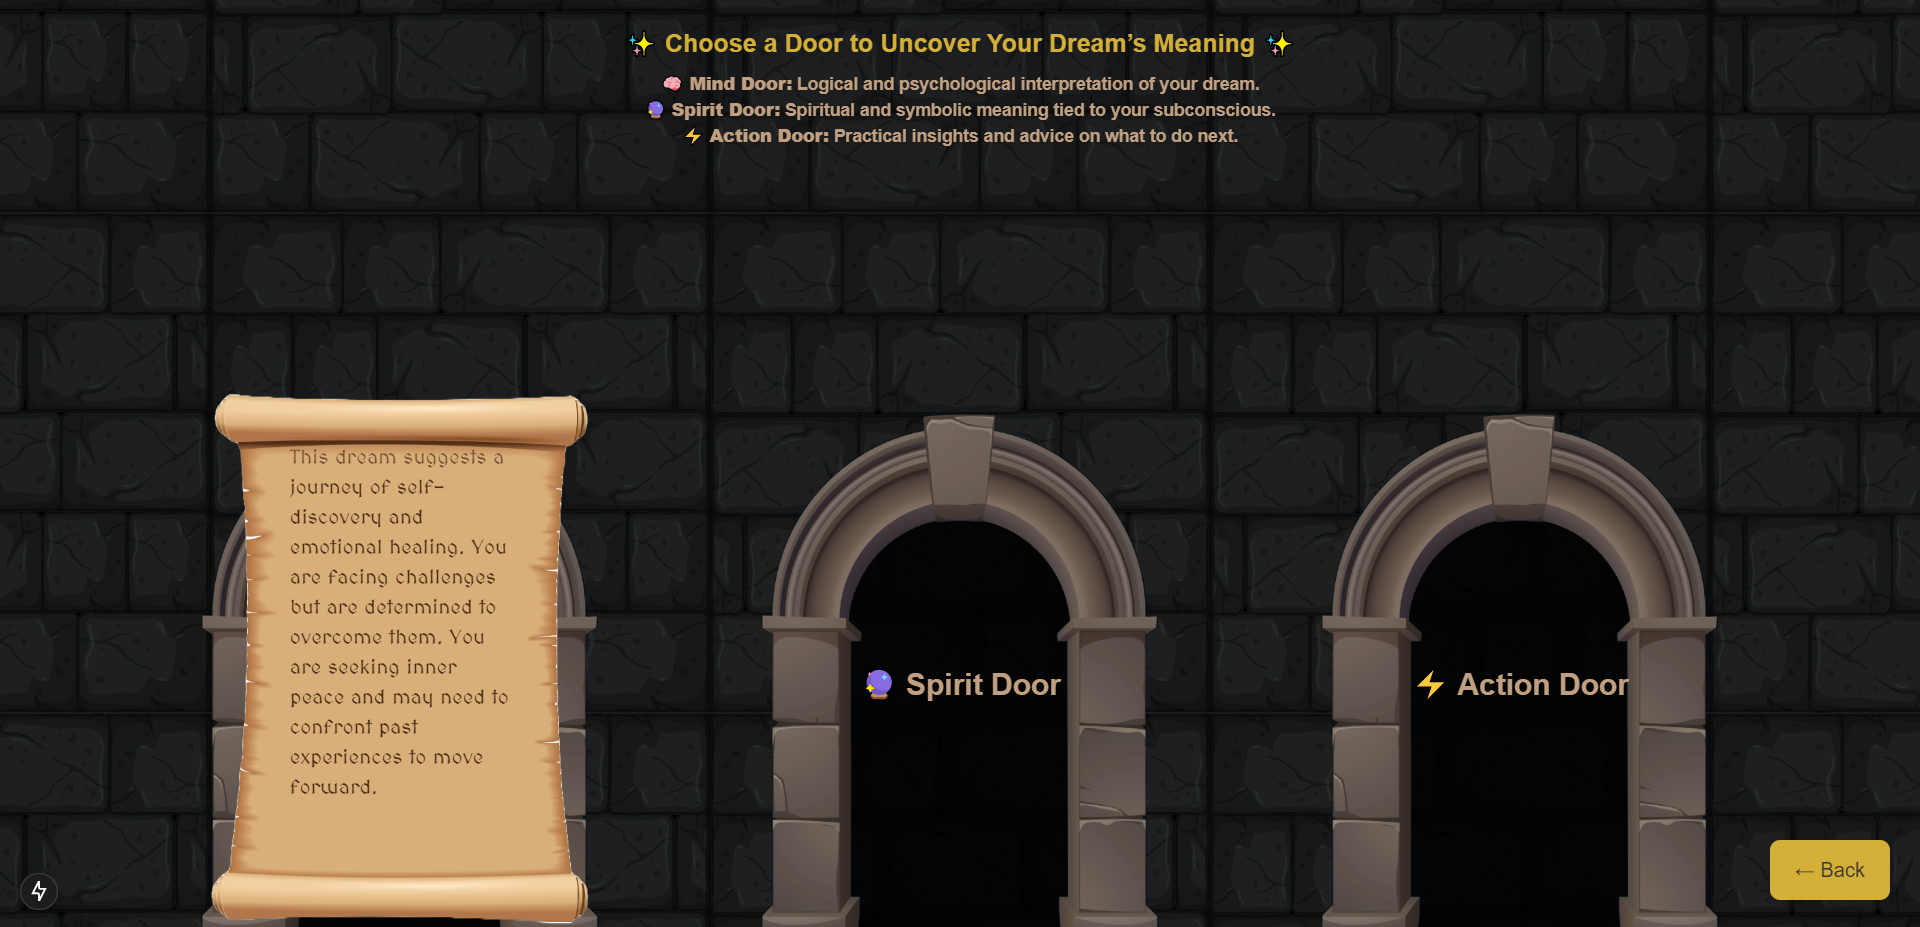 ✨ Choose a Door to Uncover Your Dream’s Meaning ✨
🧠 Mind Door: Logical and psychological interpretation of your dream.
🔮 Spirit Door: Spiritual and symbolic meaning tied to your subconscious.
⚡ Action Door: Practical insights and advice on what to do next.
This dream suggests a
journey of self-
discovery and
emotional healing. You
are facing challenges
but are determined to
overcome them. You
are seeking inner
peace and may need to
confront past
experiences to move
forward.
🔮 Spirit Door
⚡ Action Door
← Back